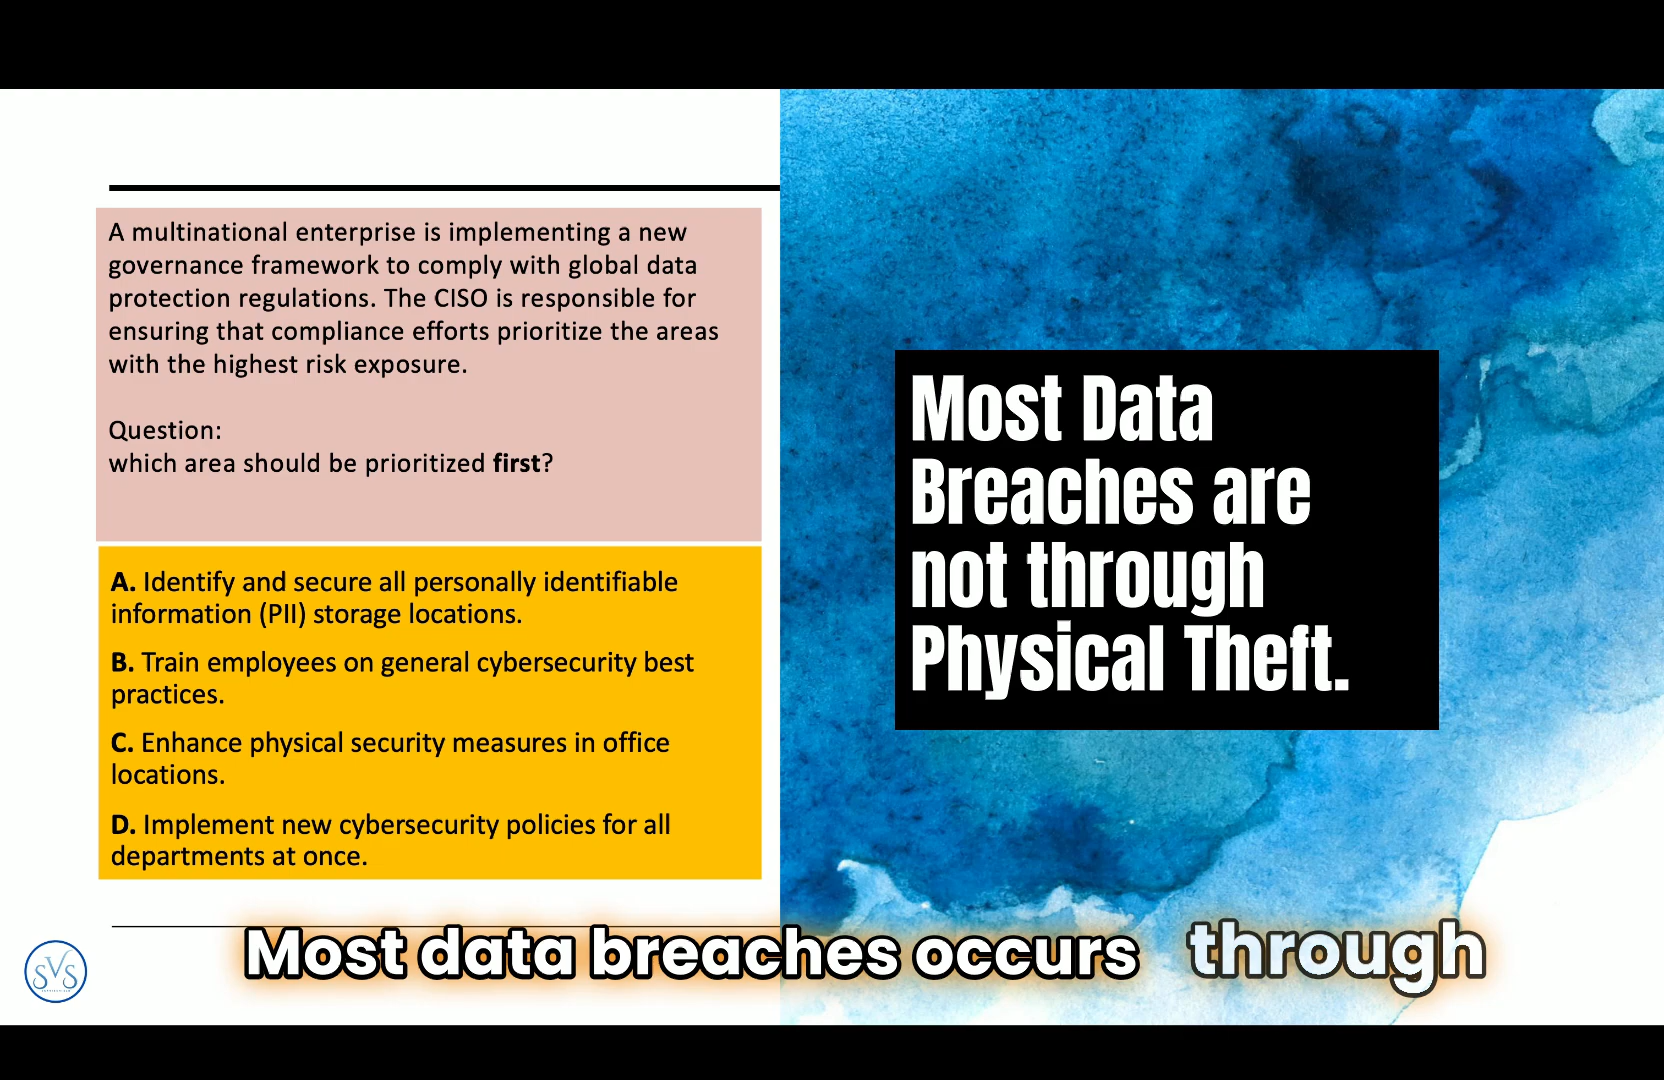 A multinational enterprise is implementing a new
governance framework to comply with global data
protection regulations. The CISO is responsible for
ensuring that compliance efforts prioritize the areas
with the highest risk exposure.
Question:
which area should be prioritized first?
A. Identify and secure all personally identifiable
information (PII) storage locations.
B. Train employees on general cybersecurity best
practices.
C. Enhance physical security measures in office
locations.
D. Implement new cybersecurity policies for all
departments at once.
Most Data
Breaches are
not through
Physical Theft.
Most data breaches occurs through
SVS